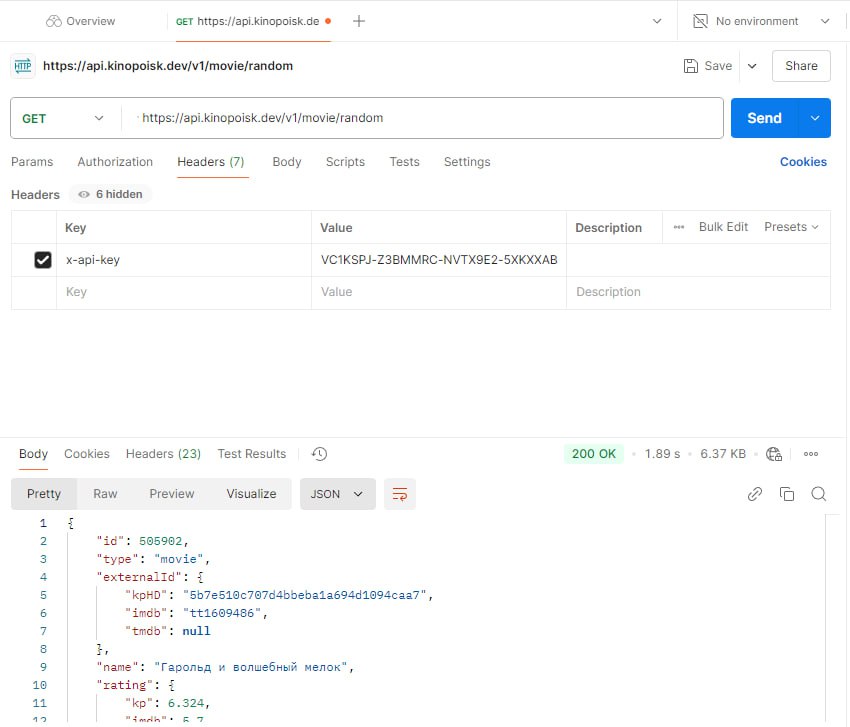 Overview GET https://api.kinopoisk.de No environment
HTTP https://api.kinopoisk.dev/v1/movie/random Save Share
GET https://api.kinopoisk.dev/v1/movie/random Send
Params Authorization Headers (7) Body Scripts Tests Settings Cookies
Headers 6 hidden
Key Value Description Bulk Edit Presets
x-api-key VC1KSPJ-Z3BMMRC-NVTX9E2-5XKXXAB
Key Value Description
Body Cookies Headers (23) Test Results 200 OK 1.89 s 6.37 KB
Pretty Raw Preview Visualize JSON
1 {
2 "id": 505902,
3 "type": "movie",
4 "externalId": {
5 "kpHD": "5b7e510c707d4bbeba1a694d1094caa7",
6 "imdb": "tt1609486",
7 "tmdb": null
8 },
9 "name": "Гарольд и волшебный мелок",
10 "rating": {
11 "kp": 6.324,
12 "imdb": 5.7